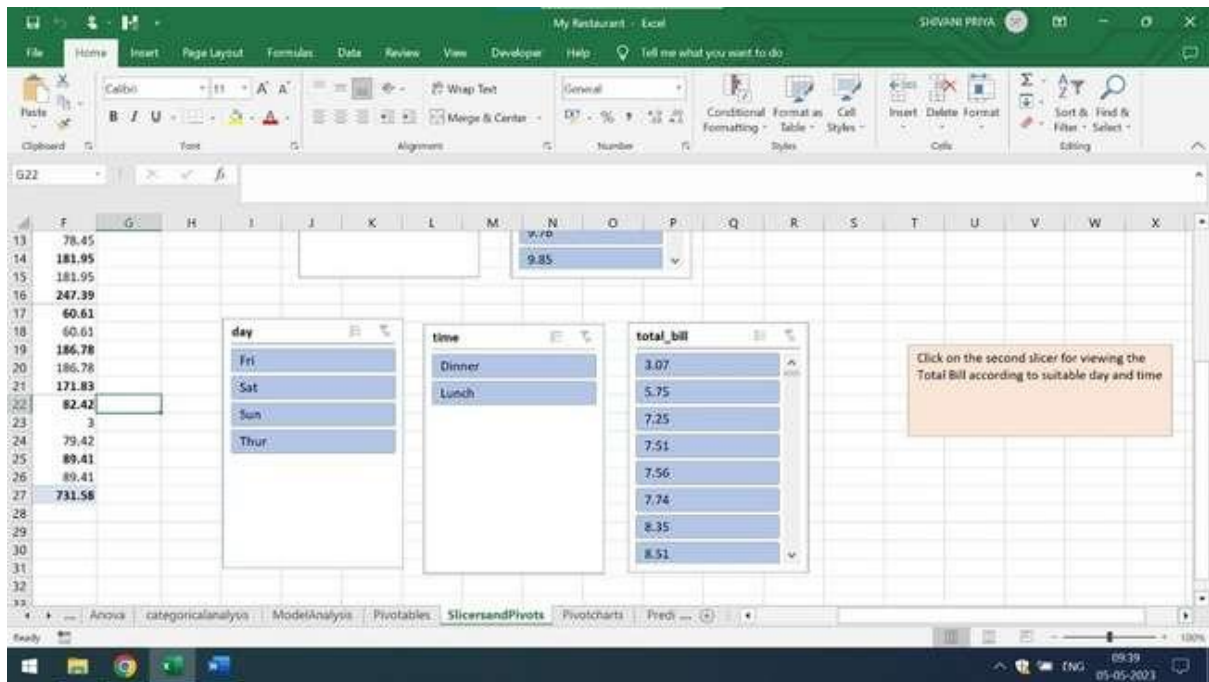 My Restaurant - Excel
SHIVANI PRIYA
File Home Insert Page Layout Formulas Data Review View Developer Help Tell me what you want to do
Paste
Calibri 11
B I U
Wrap Text
Merge & Center
General
Conditional Formatting
Format as Table
Cell Styles
Insert Delete Format
Sort & Filter
Find & Select
Clipboard Font Alignment Number Styles Cells Editing
G22
F G H I J K L M N O P Q R S T U V W X
13 78.45
9.78
14 181.95
9.85
15 181.95
16 247.39
17 60.61
18 60.61
19 186.78
20 186.78
21 171.83
22 82.42
23 3
24 79.42
25 89.41
26 89.41
27 731.58
28
29
30
31
32
33
day
Fri
Sat
Sun
Thur
time
Dinner
Lunch
total_bill
3.07
5.75
7.25
7.51
7.56
7.74
8.35
8.51
Click on the second slicer for viewing the
Total Bill according to suitable day and time
... Anova categoricalanalysis ModelAnalysis Pivotables SlicersandPivots Pivotcharts Predi ...
Ready
100%
ENG
09:39
05-05-2023